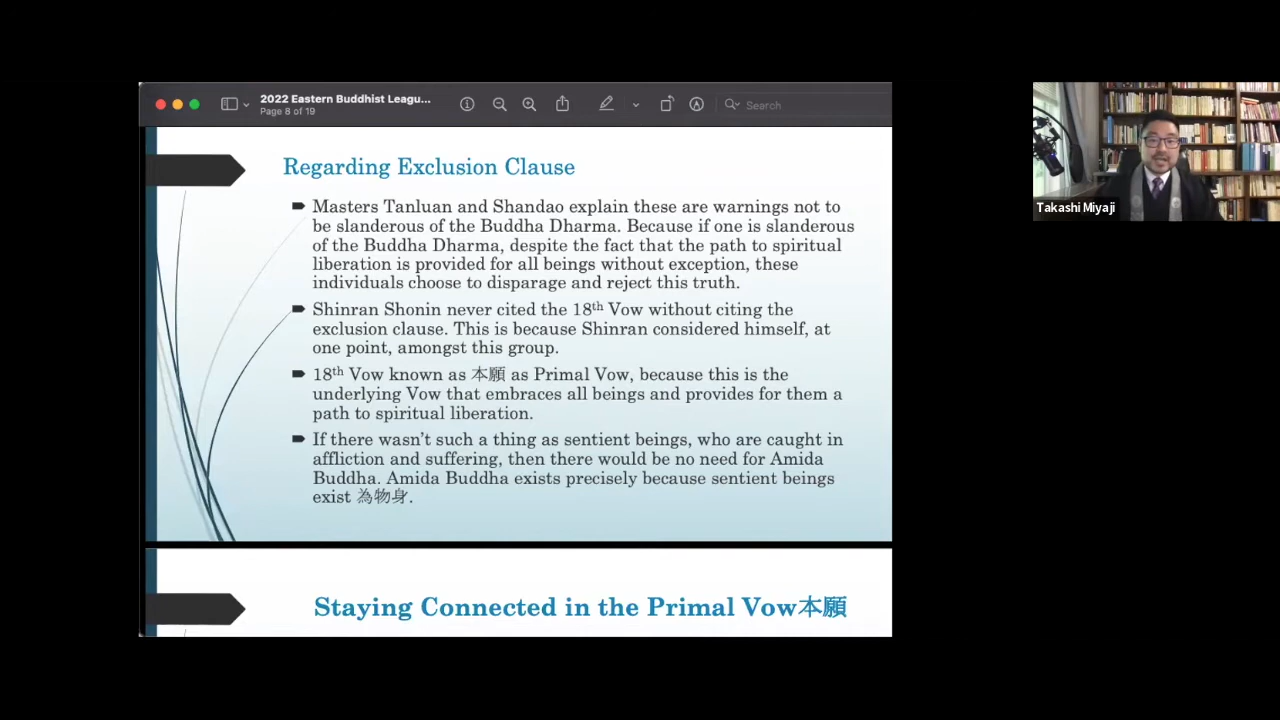 2022 Eastern Buddhist Leagu...
Page 8 of 19
Search
Regarding Exclusion Clause
Masters Tanluan and Shandao explain these are warnings not to
be slanderous of the Buddha Dharma. Because if one is slanderous
of the Buddha Dharma, despite the fact that the path to spiritual
liberation is provided for all beings without exception, these
individuals choose to disparage and reject this truth.
Shinran Shonin never cited the 18th Vow without citing the
exclusion clause. This is because Shinran considered himself, at
one point, amongst this group.
18th Vow known as 本願 as Primal Vow, because this is the
underlying Vow that embraces all beings and provides for them a
path to spiritual liberation.
If there wasn't such a thing as sentient beings, who are caught in
affliction and suffering, then there would be no need for Amida
Buddha. Amida Buddha exists precisely because sentient beings
exist 為物身.
Staying Connected in the Primal Vow本願
Takashi Miyaji